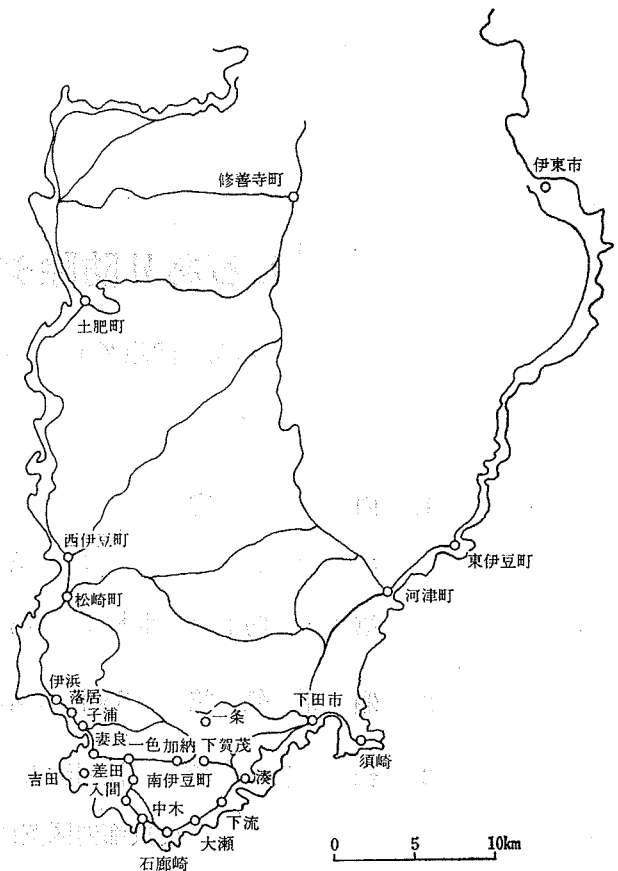 伊東市
修善寺町
土肥町
西伊豆町
東伊豆町
松崎町
河津町
伊浜
落居
子浦
一条
下田市
妻良
一色
加納
下賀茂
須崎
吉田
差田
南伊豆町
湊
入間
中木
下流
大瀬
石廊崎
0 5 10km